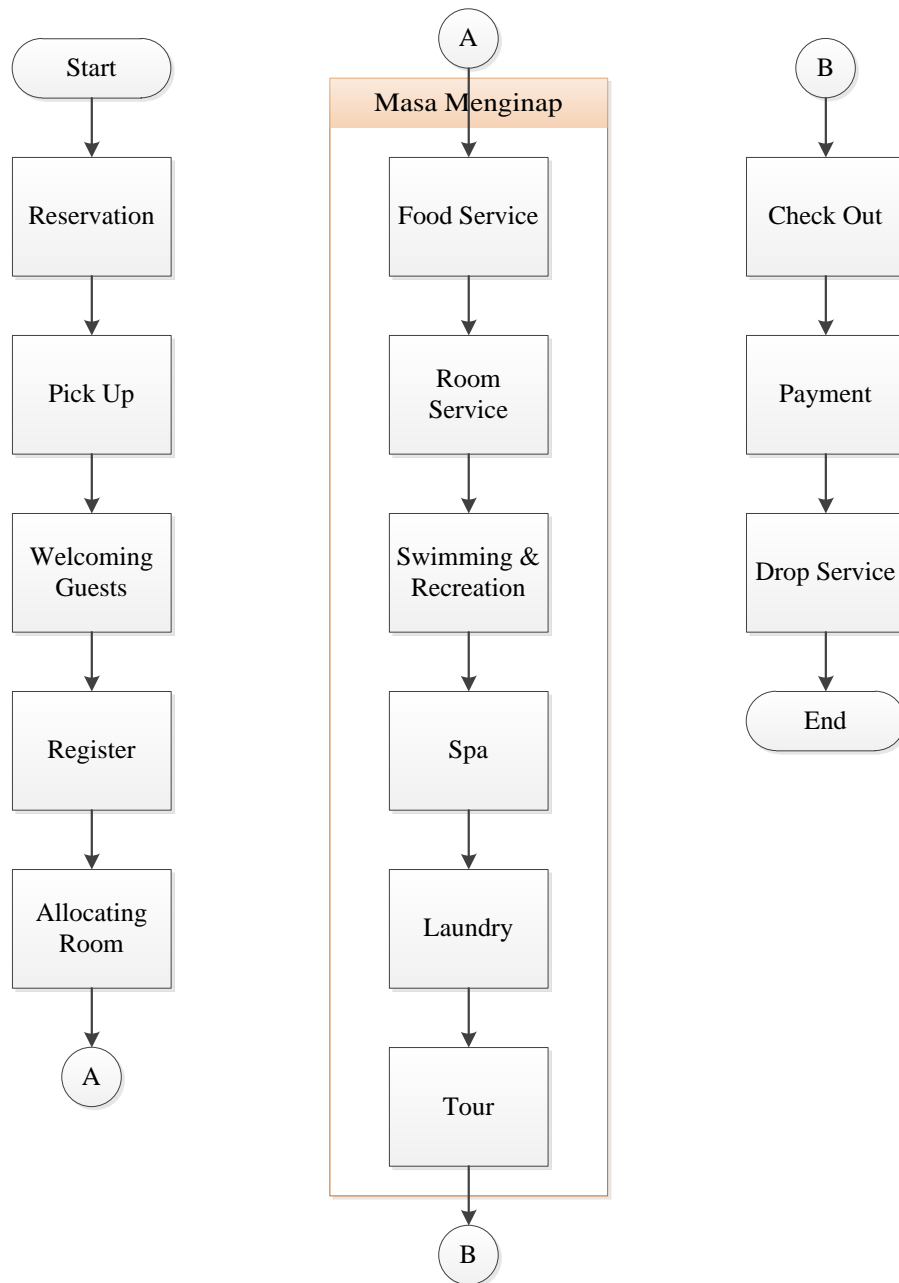 Start
Reservation
Pick Up
Welcoming
Guests
Register
Allocating
Room
A
A
Masa Menginap
Food Service
Room
Service
Swimming &
Recreation
Spa
Laundry
Tour
B
B
Check Out
Payment
Drop Service
End